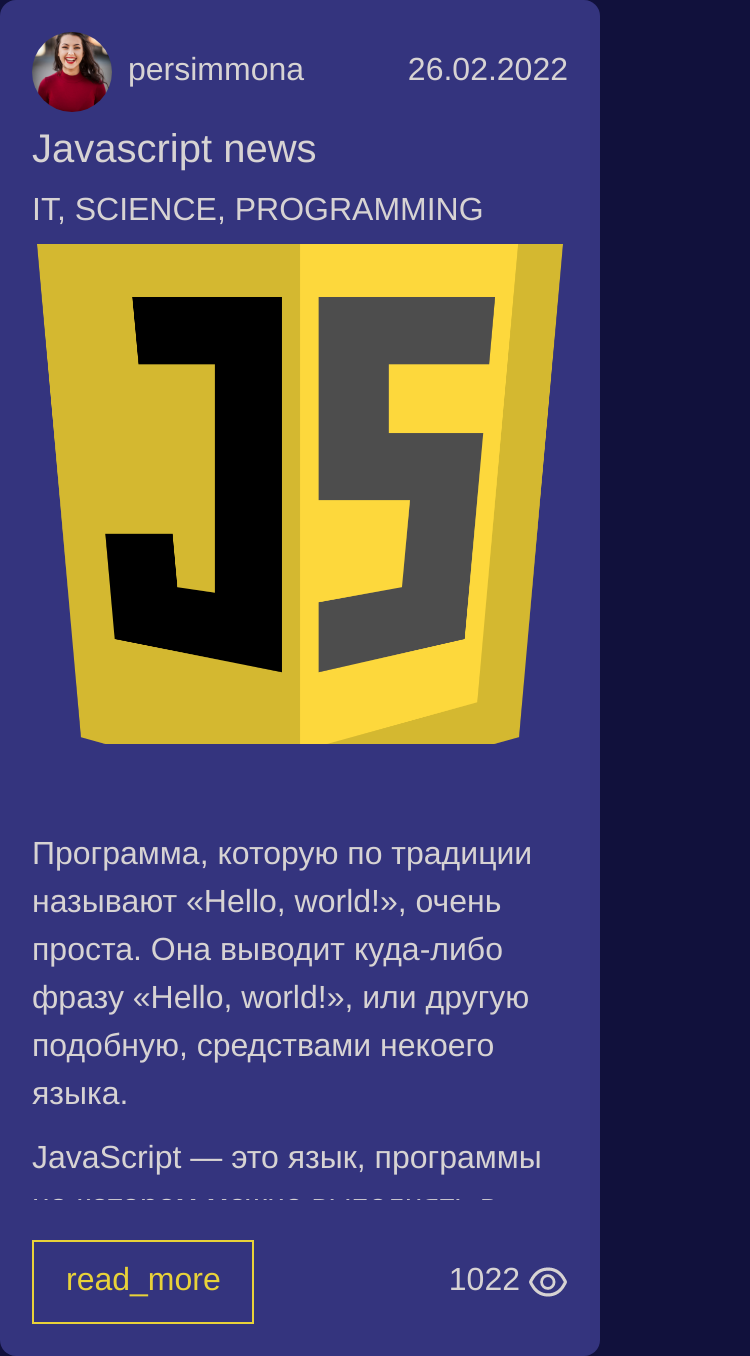 persimmona
26.02.2022
Javascript news
IT, SCIENCE, PROGRAMMING
JS
Программа, которую по традиции
называют «Hello, world!», очень
проста. Она выводит куда-либо
фразу «Hello, world!», или другую
подобную, средствами некоего
языка.
JavaScript — это язык, программы
read_more
1022